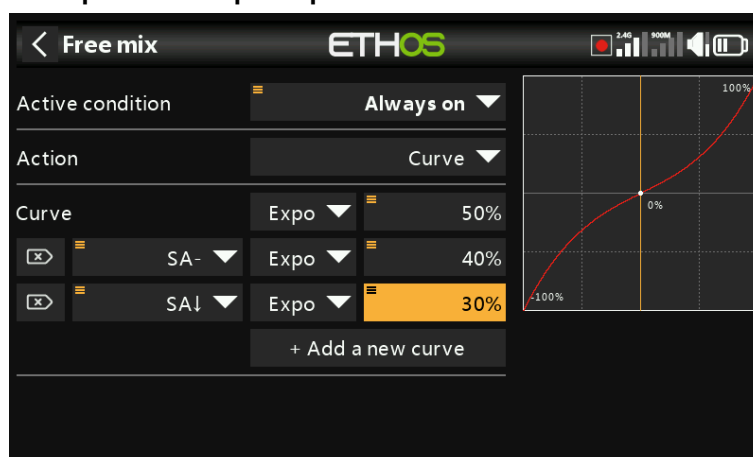 Free mix
ETHOS
2.4G 900M
Active condition
Always on
Action
Curve
Curve
Expo
50%
SA-
Expo
40%
SA↓
Expo
30%
+ Add a new curve
100%
0%
-100%